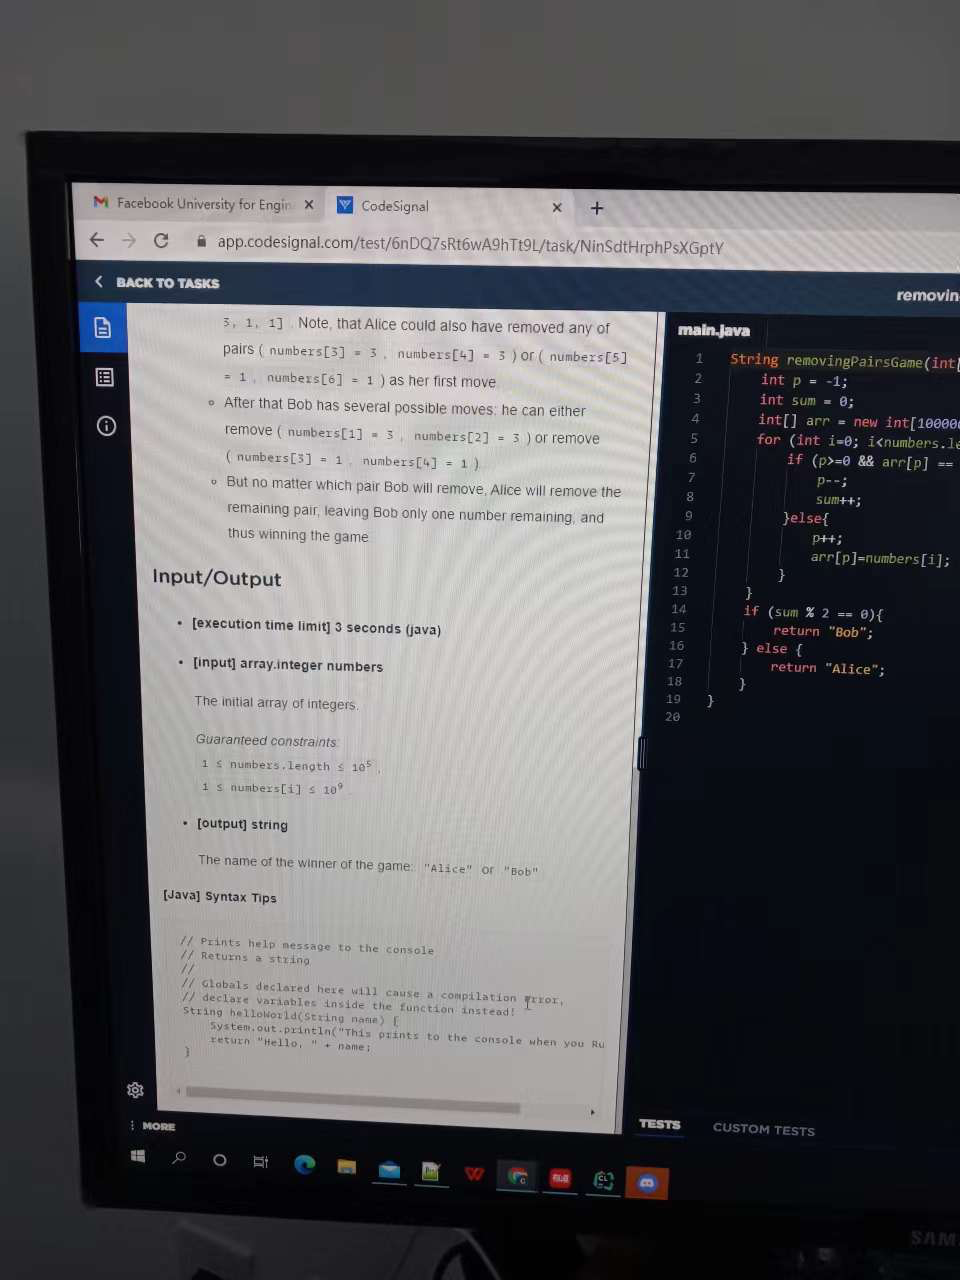 Facebook University for Engin
CodeSignal
app.codesignal.com/test/6nDQ7sRt6wA9hTt9L/task/NinSdtHrphPsXGptY
BACK TO TASKS
removin
3, 1, 1] . Note, that Alice could also have removed any of
pairs ( numbers[3] = 3 , numbers[4] = 3 ) or ( numbers[5]
= 1 , numbers[6] = 1 ) as her first move.
After that Bob has several possible moves: he can either
remove ( numbers[1] = 3 , numbers[2] = 3 ) or remove
( numbers[3] = 1 , numbers[4] = 1 ).
But no matter which pair Bob will remove, Alice will remove the
remaining pair, leaving Bob only one number remaining, and
thus winning the game.
Input/Output
[execution time limit] 3 seconds (java)
[input] array.integer numbers
The initial array of integers.
Guaranteed constraints:
1 ≤ numbers.length ≤ 10⁵ ,
1 ≤ numbers[i] ≤ 10⁹ .
[output] string
The name of the winner of the game: "Alice" or "Bob"
[Java] Syntax Tips
// Prints help message to the console
// Returns a string
//
// Globals declared here will cause a compilation error,
// declare variables inside the function instead!
String helloWorld(String name) {
System.out.println("This prints to the console when you Ru
return "Hello, " + name;
}
MORE
main.java
1 String removingPairsGame(int[
2 int p = -1;
3 int sum = 0;
4 int[] arr = new int[10000
5 for (int i=0; i<numbers.le
6 if (p>=0 && arr[p] ==
7 p--;
8 sum++;
9 }else{
10 p++;
11 arr[p]=numbers[i];
12 }
13 }
14 if (sum % 2 == 0){
15 return "Bob";
16 } else {
17 return "Alice";
18 }
19 }
20
TESTS
CUSTOM TESTS
SAM